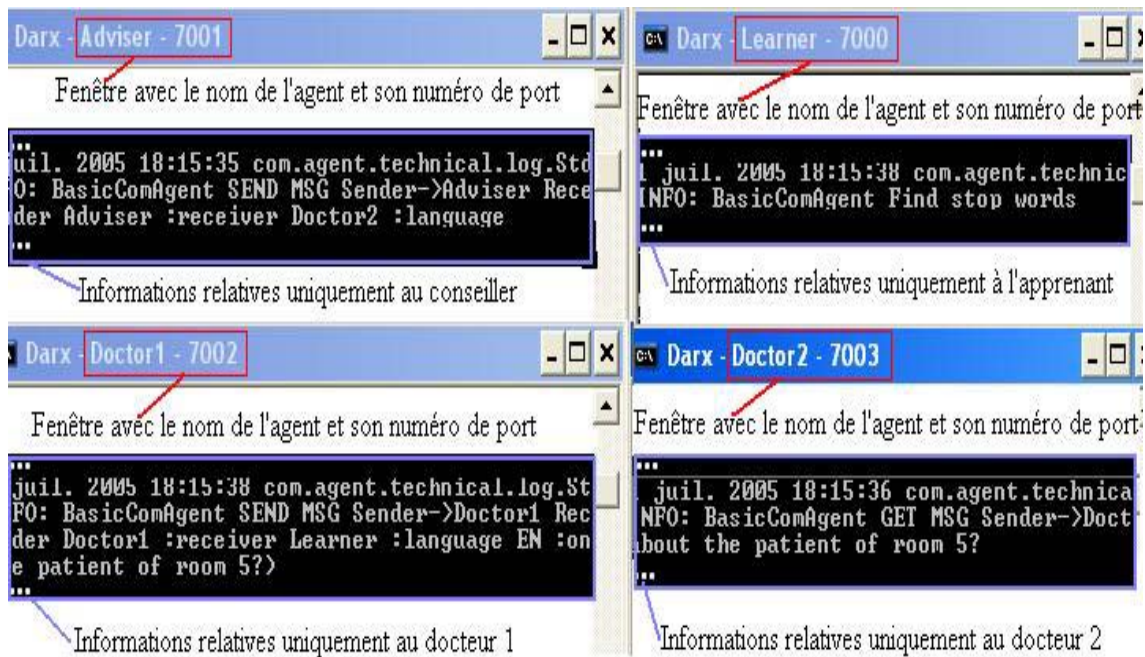 Darx - Adviser - 7001
Fenêtre avec le nom de l'agent et son numéro de port
...
uil. 2005 18:15:35 com.agent.technical.log.Std
O: BasicComAgent SEND MSG Sender->Adviser Rece
der Adviser :receiver Doctor2 :language
...
Informations relatives uniquement au conseiller
Darx - Learner - 7000
Fenêtre avec le nom de l'agent et son numéro de port
...
juil. 2005 18:15:38 com.agent.technic
INFO: BasicComAgent Find stop words
...
Informations relatives uniquement à l'apprenant
Darx - Doctor1 - 7002
Fenêtre avec le nom de l'agent et son numéro de port
...
juil. 2005 18:15:38 com.agent.technical.log.St
FO: BasicComAgent SEND MSG Sender->Doctor1 Rec
der Doctor1 :receiver Learner :language EN :on
e patient of room 5?)
...
Informations relatives uniquement au docteur 1
Darx - Doctor2 - 7003
Fenêtre avec le nom de l'agent et son numéro de port
...
juil. 2005 18:15:36 com.agent.technica
NFO: BasicComAgent GET MSG Sender->Doct
about the patient of room 5?
...
Informations relatives uniquement au docteur 2